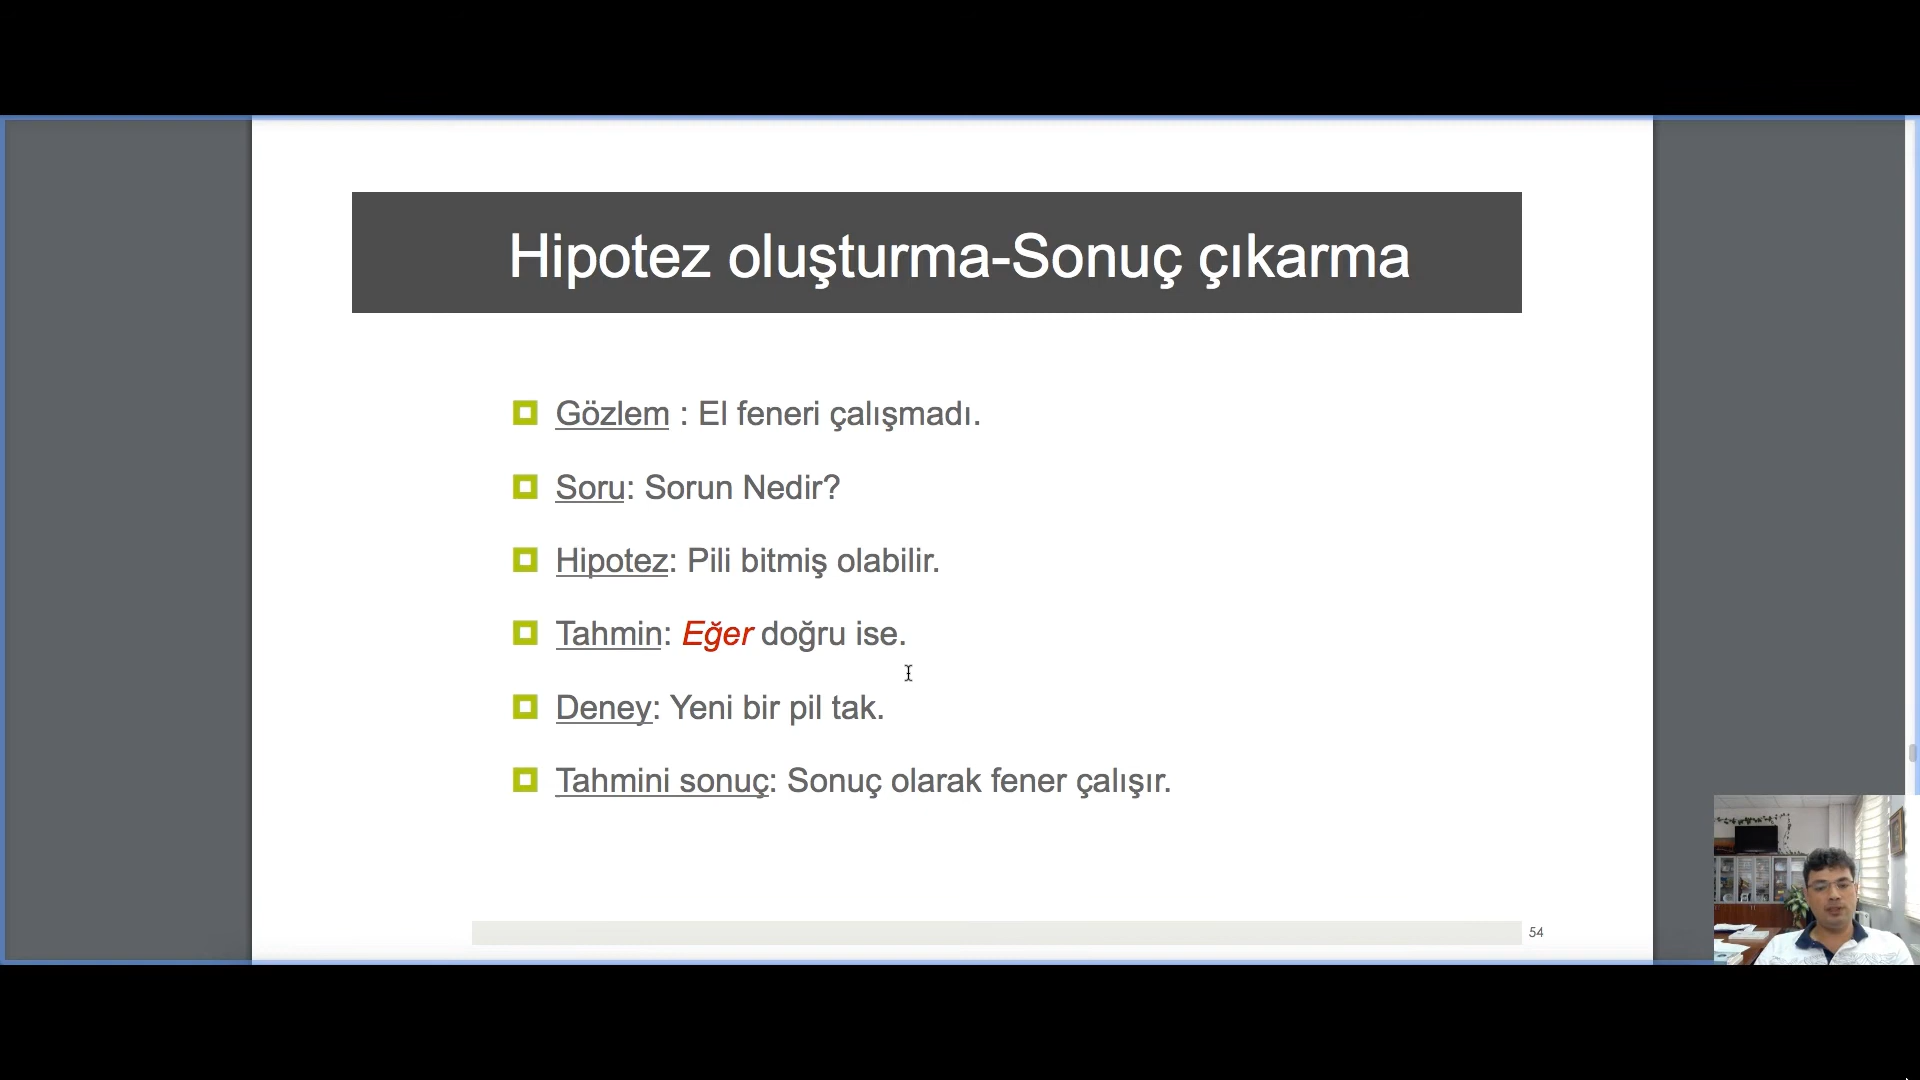 Hipotez oluşturma-Sonuç çıkarma
Gözlem : El feneri çalışmadı.
Soru: Sorun Nedir?
Hipotez: Pili bitmiş olabilir.
Tahmin: Eğer doğru ise.
Deney: Yeni bir pil tak.
Tahmini sonuç: Sonuç olarak fener çalışır.
54